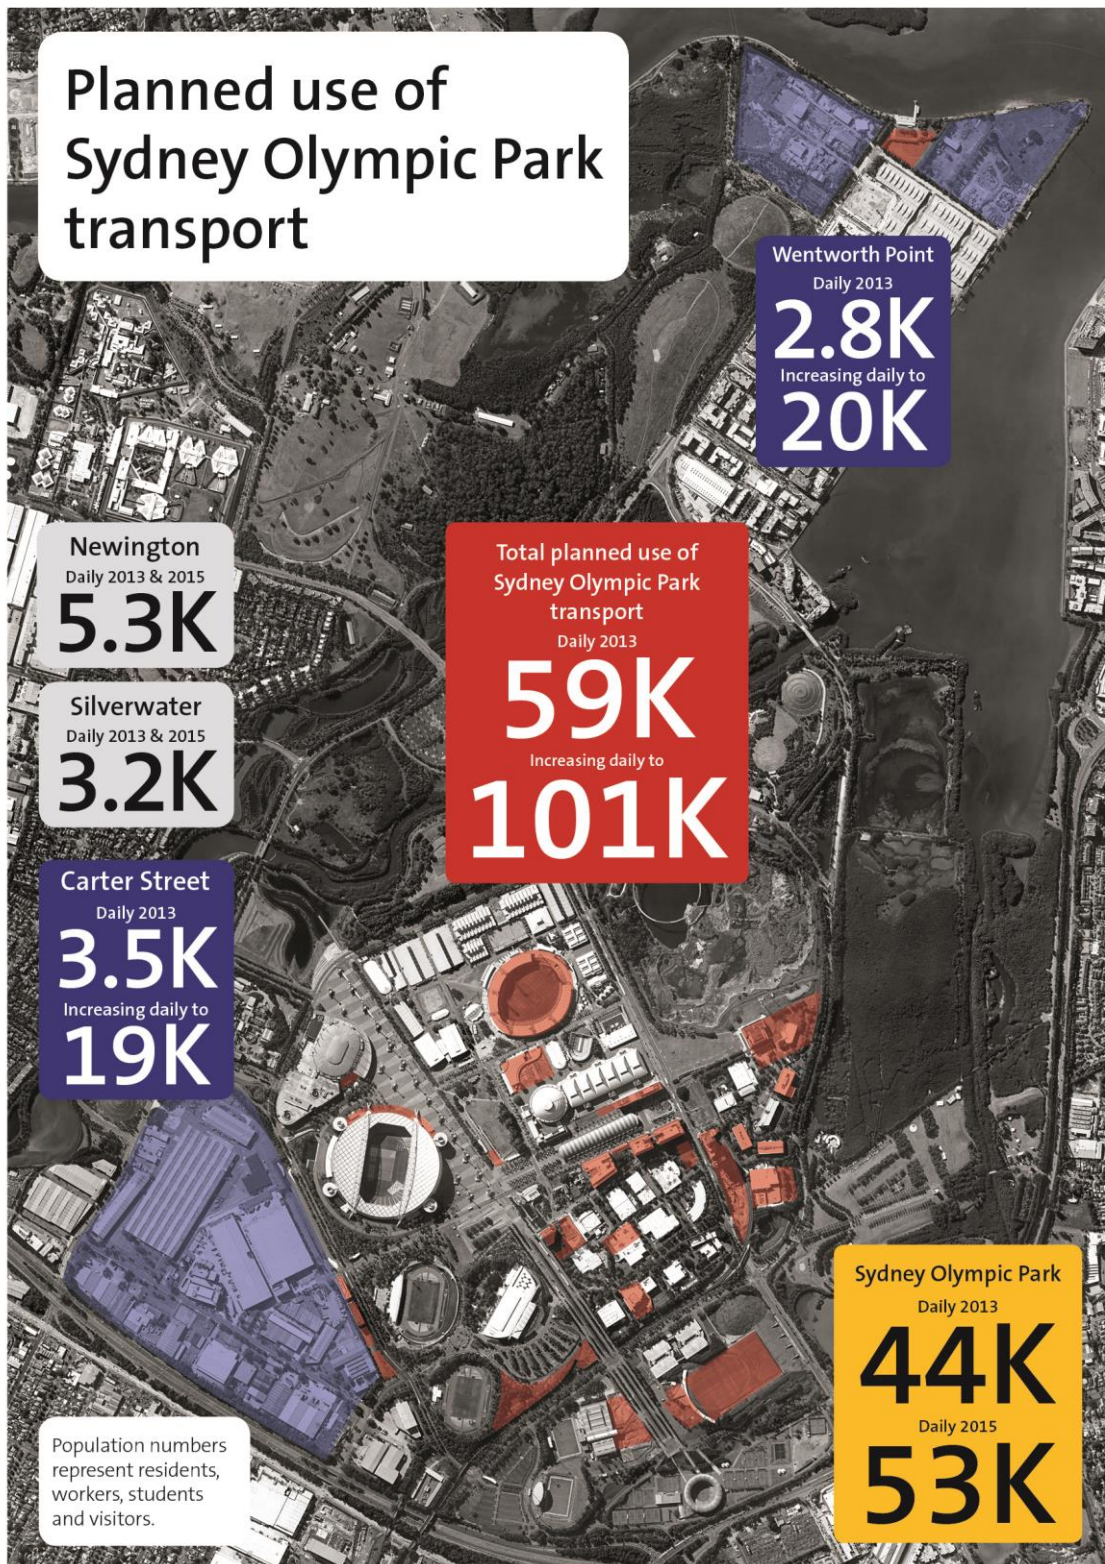 Planned use of
Sydney Olympic Park
transport
Wentworth Point
Daily 2013
2.8K
Increasing daily to
20K
Newington
Daily 2013 & 2015
5.3K
Silverwater
Daily 2013 & 2015
3.2K
Total planned use of
Sydney Olympic Park
transport
Daily 2013
59K
Increasing daily to
101K
Carter Street
Daily 2013
3.5K
Increasing daily to
19K
Sydney Olympic Park
Daily 2013
44K
Daily 2015
53K
Population numbers
represent residents,
workers, students
and visitors.